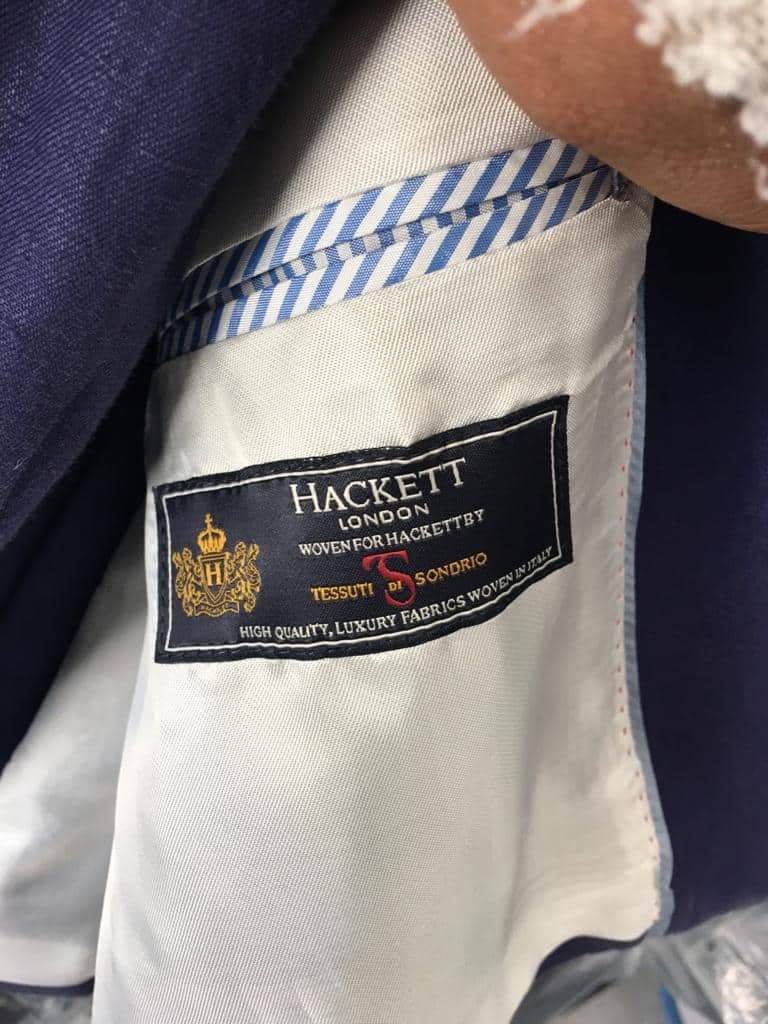 HACKETT
LONDON
WOVEN FOR HACKETT BY
TESSUTI DI SONDRIO
HIGH QUALITY, LUXURY FABRICS WOVEN IN ITALY
H